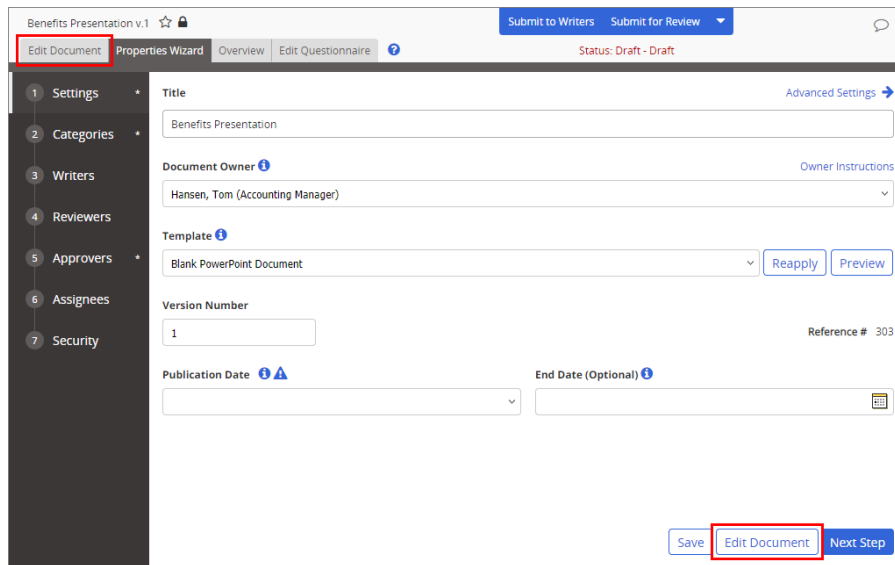 Benefits Presentation v.1
Submit to Writers Submit for Review
Edit Document Properties Wizard Overview Edit Questionnaire ?
Status: Draft - Draft
1 Settings *
2 Categories *
3 Writers
4 Reviewers
5 Approvers *
6 Assignees
7 Security
Title
Advanced Settings
Benefits Presentation
Document Owner
Owner Instructions
Hansen, Tom (Accounting Manager)
Template
Blank PowerPoint Document
Reapply Preview
Version Number
1
Reference # 303
Publication Date
End Date (Optional)
Save Edit Document Next Step